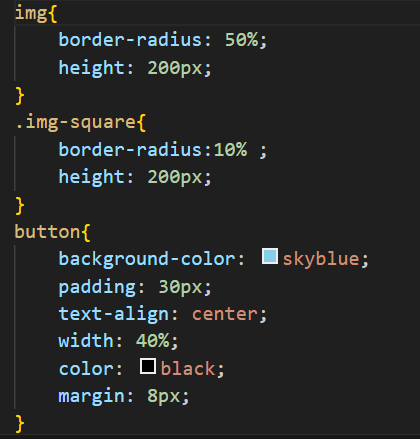 img{
    border-radius: 50%;
    height: 200px;
}
.img-square{
    border-radius:10% ;
    height: 200px;
}
button{
    background-color: skyblue;
    padding: 30px;
    text-align: center;
    width: 40%;
    color: black;
    margin: 8px;
}